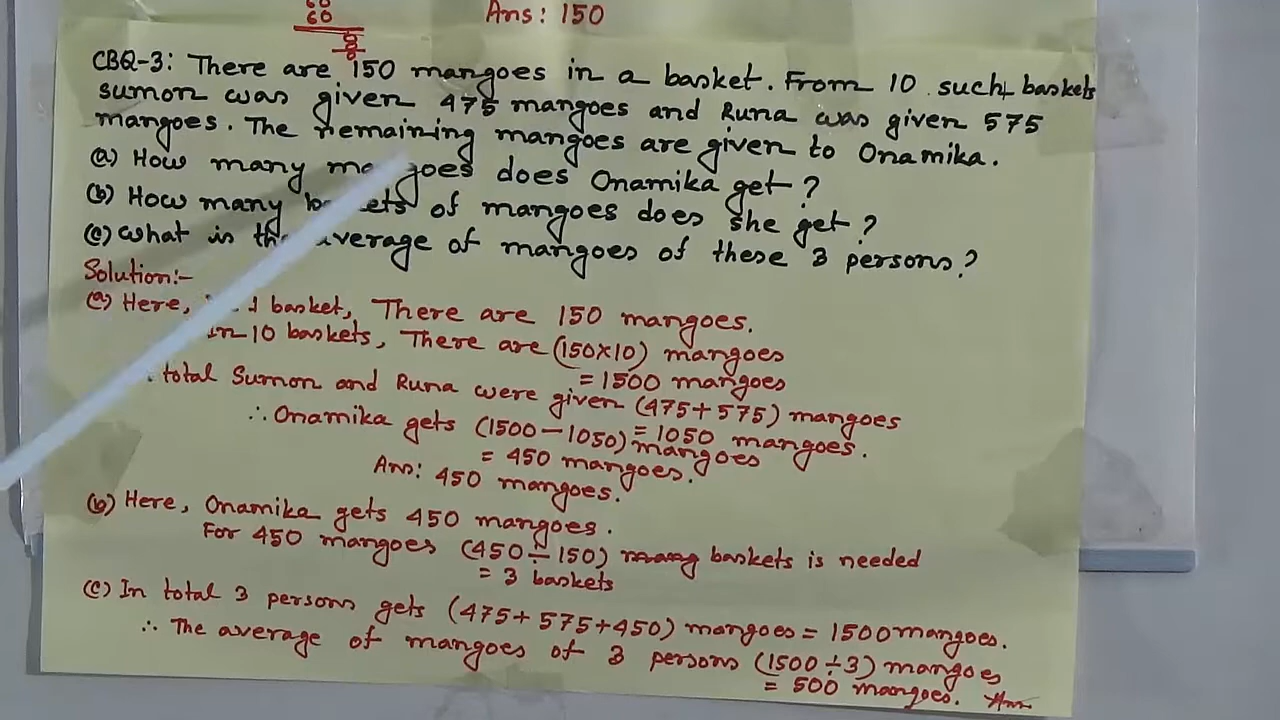 60
60
Ans: 150
CBQ-3: There are 150 mangoes in a basket. From 10 such baskets
sumon was given 475 mangoes and Runa was given 575
mangoes. The remaining mangoes are given to Onamika.
(a) How many mangoes does Onamika get?
(b) How many baskets of mangoes does she get?
(c) What is the average of mangoes of these 3 persons?
Solution:-
(a) Here, 1 basket, There are 150 mangoes.
in 10 baskets, There are (150×10) mangoes
= 1500 mangoes
total Sumon and Runa were given (475+575) mangoes
= 1050 mangoes.
∴ Onamika gets (1500-1050) mangoes
= 450 mangoes.
Ans: 450 mangoes.
(b) Here, Onamika gets 450 mangoes.
For 450 mangoes (450÷150) baskets is needed
= 3 baskets
(c) In total 3 persons gets (475+575+450) mangoes = 1500 mangoes.
∴ The average of mangoes of 3 persons (1500÷3) mangoes
= 500 mangoes. Ans